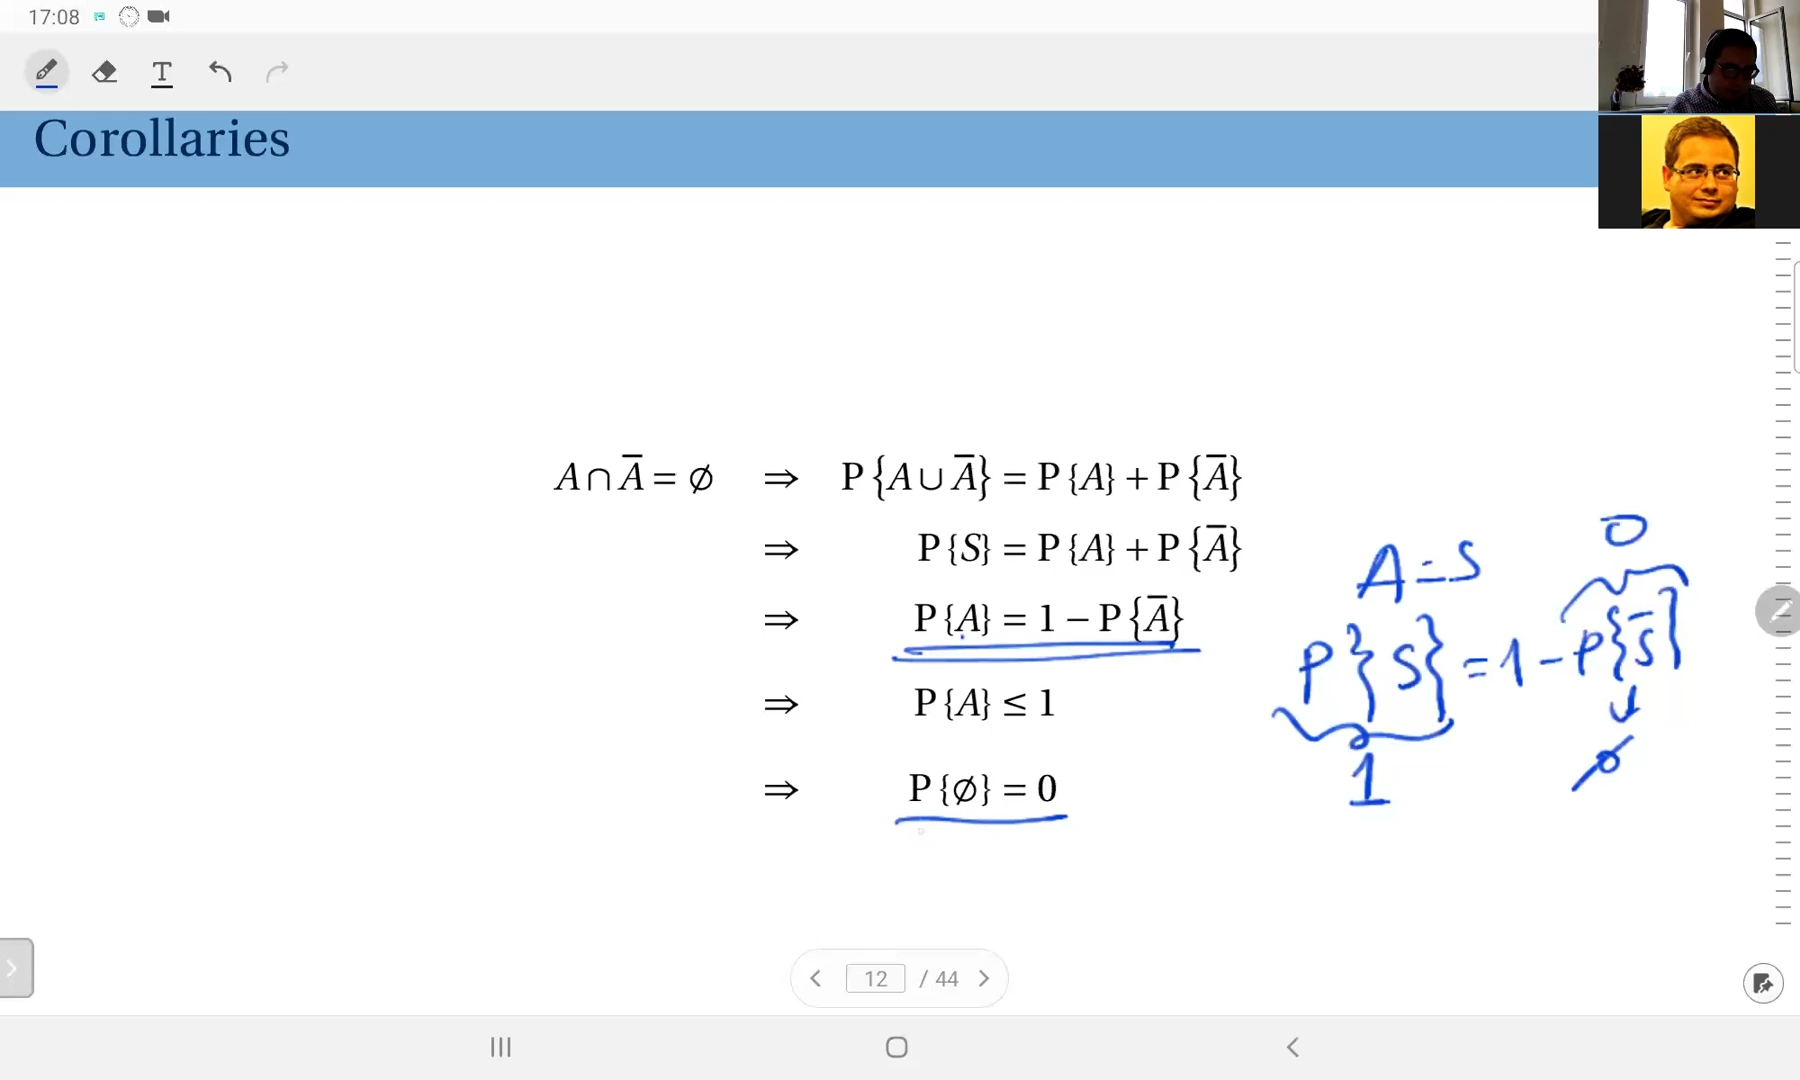 17:08
T
Corollaries
A ∩ A̅ = ∅ ⇒ P{A ∪ A̅} = P{A} + P{A̅}
⇒ P{S} = P{A} + P{A̅}
⇒ P{A} = 1 − P{A̅}
⇒ P{A} ≤ 1
⇒ P{∅} = 0
0
A = S
P{S} = 1 − P{S̅}
1
∅
12 / 44